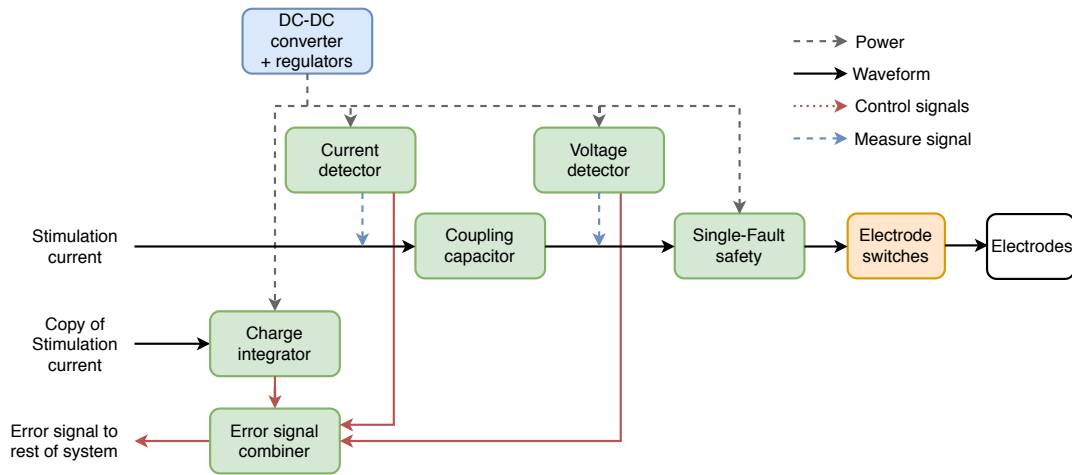 DC-DC
converter
+ regulators
Power
Waveform
Control signals
Measure signal
Current
detector
Voltage
detector
Stimulation
current
Coupling
capacitor
Single-Fault
safety
Electrode
switches
Electrodes
Copy of
Stimulation
current
Charge
integrator
Error signal to
rest of system
Error signal
combiner